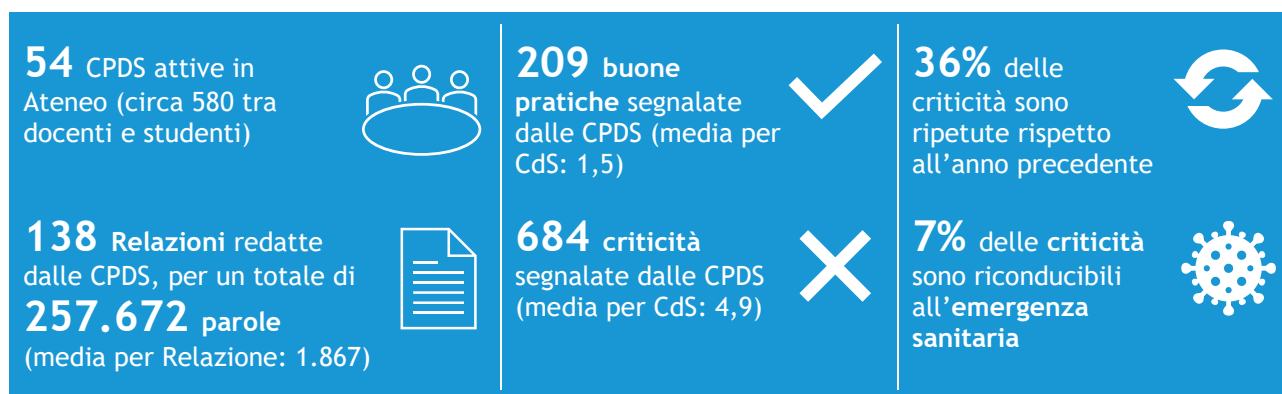 54 CPDS attive in
Ateneo (circa 580 tra
docenti e studenti)
138 Relazioni redatte
dalle CPDS, per un totale di
257.672 parole
(media per Relazione: 1.867)
209 buone
pratiche segnalate
dalle CPDS (media per
CdS: 1,5)
684 criticità
segnalate dalle CPDS
(media per CdS: 4,9)
36% delle
criticità sono
ripetute rispetto
all’anno precedente
7% delle criticità
sono riconducibili
all’emergenza
sanitaria